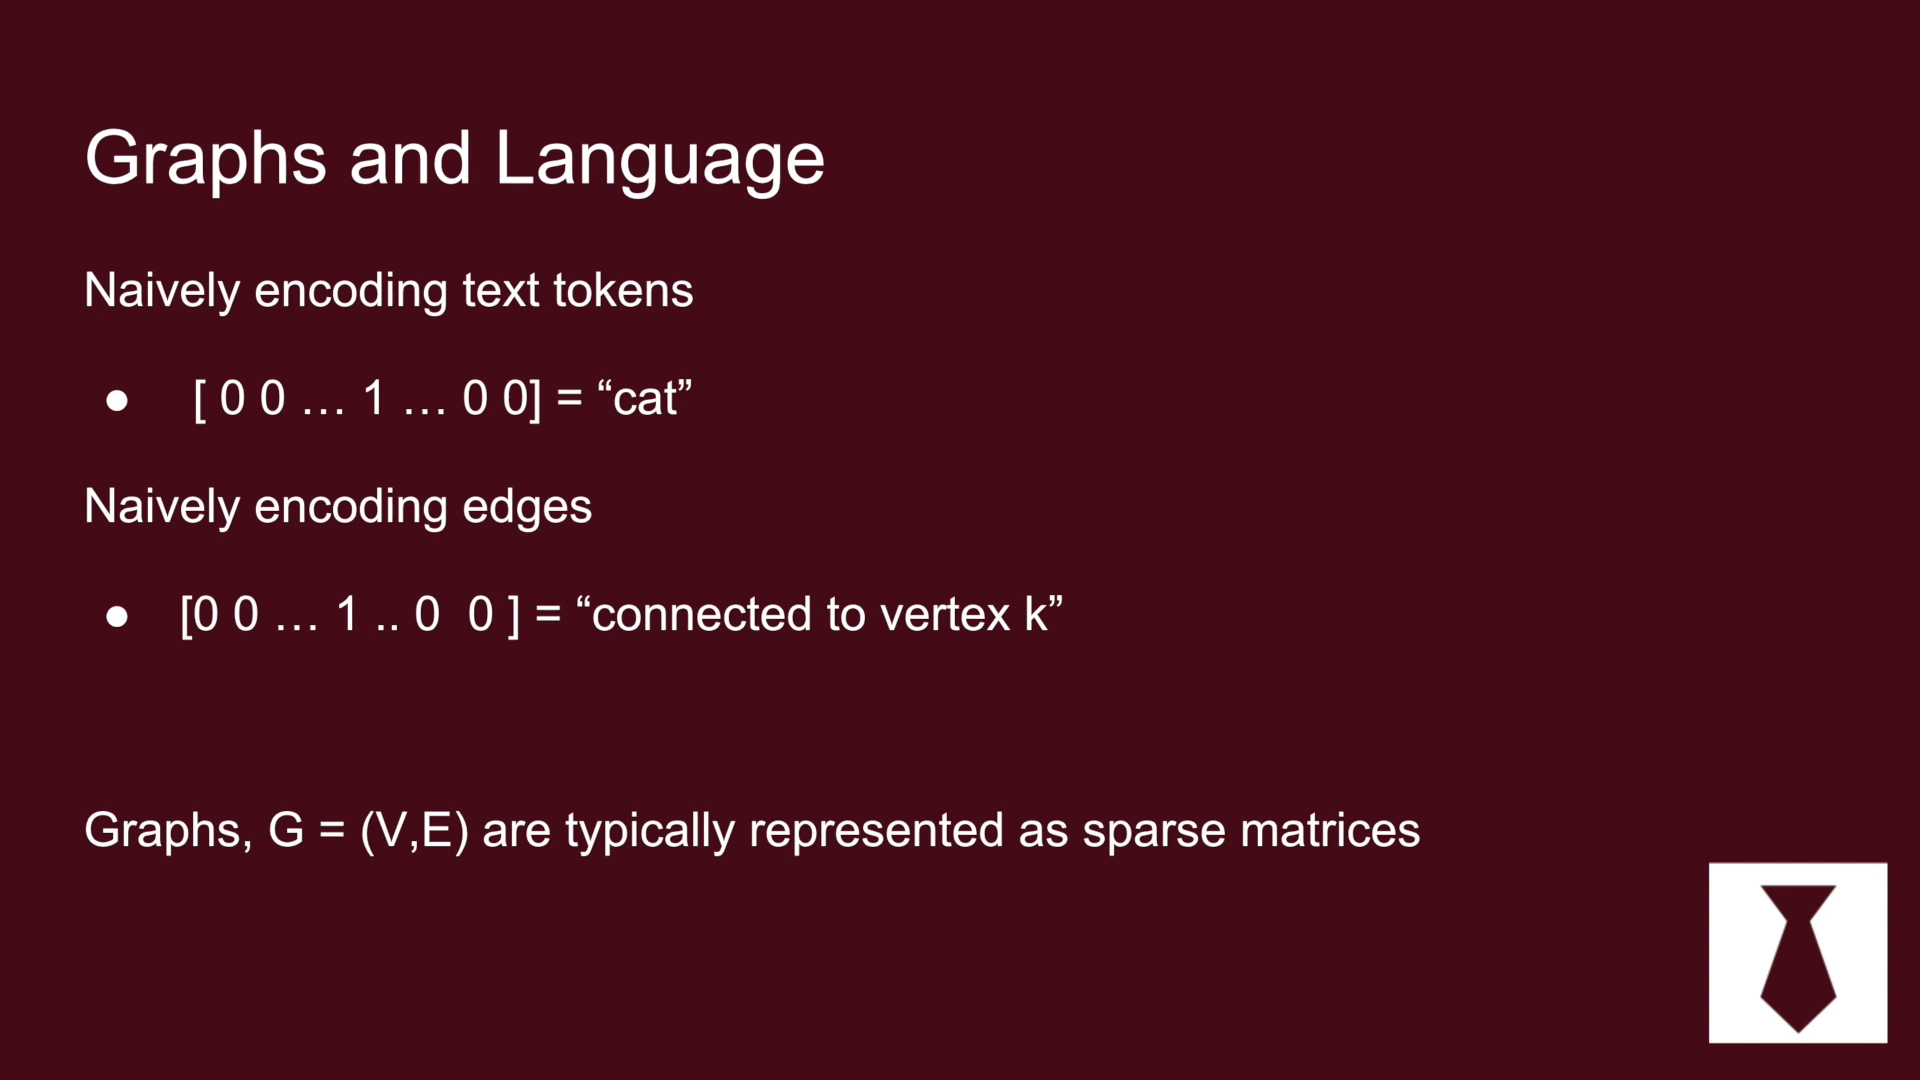 Graphs and Language
Naively encoding text tokens
● [ 0 0 … 1 … 0 0] = “cat”
Naively encoding edges
● [0 0 … 1 .. 0  0 ] = “connected to vertex k”
Graphs, G = (V,E) are typically represented as sparse matrices